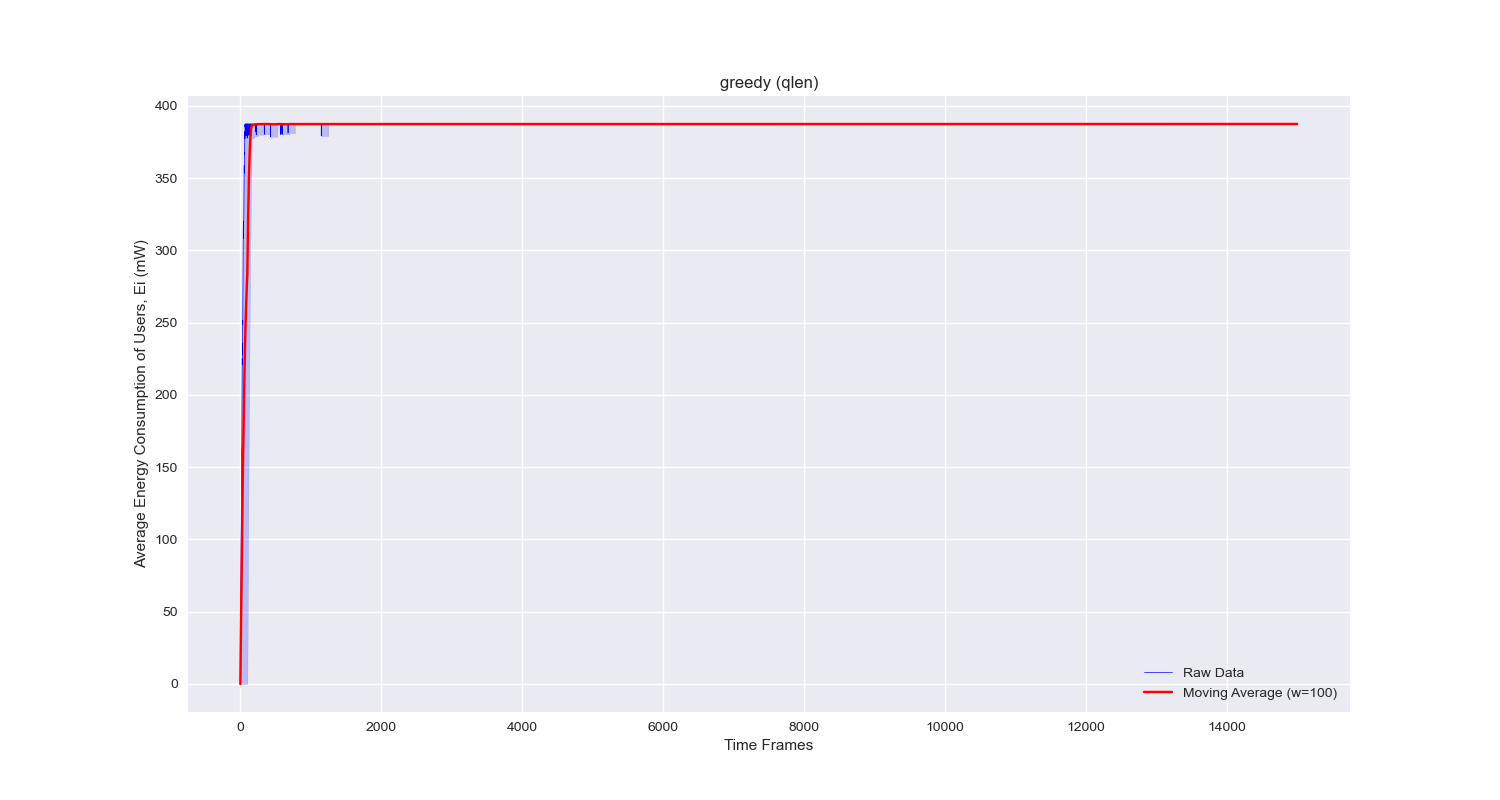 greedy (qlen)
400
350
300
250
200
150
100
50
0
Average Energy Consumption of Users, Ei (mW)
Raw Data
Moving Average (w=100)
0 2000 4000 6000 8000 10000 12000 14000
Time Frames